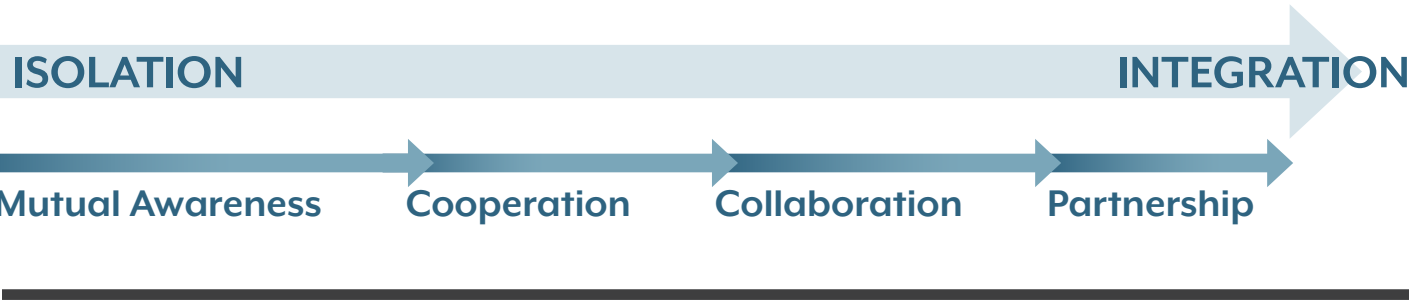 ISOLATION INTEGRATION
Mutual Awareness Cooperation Collaboration Partnership